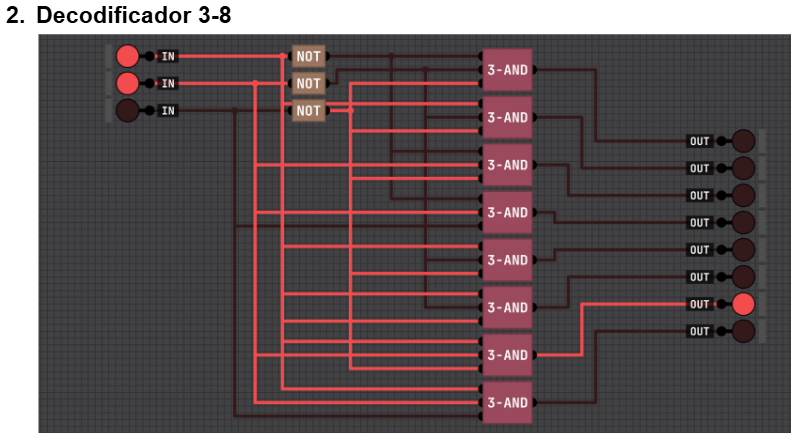 2. Decodificador 3-8
IN NOT
IN NOT
IN NOT
3-AND
3-AND
3-AND
3-AND
3-AND
3-AND
3-AND
3-AND
OUT
OUT
OUT
OUT
OUT
OUT
OUT
OUT